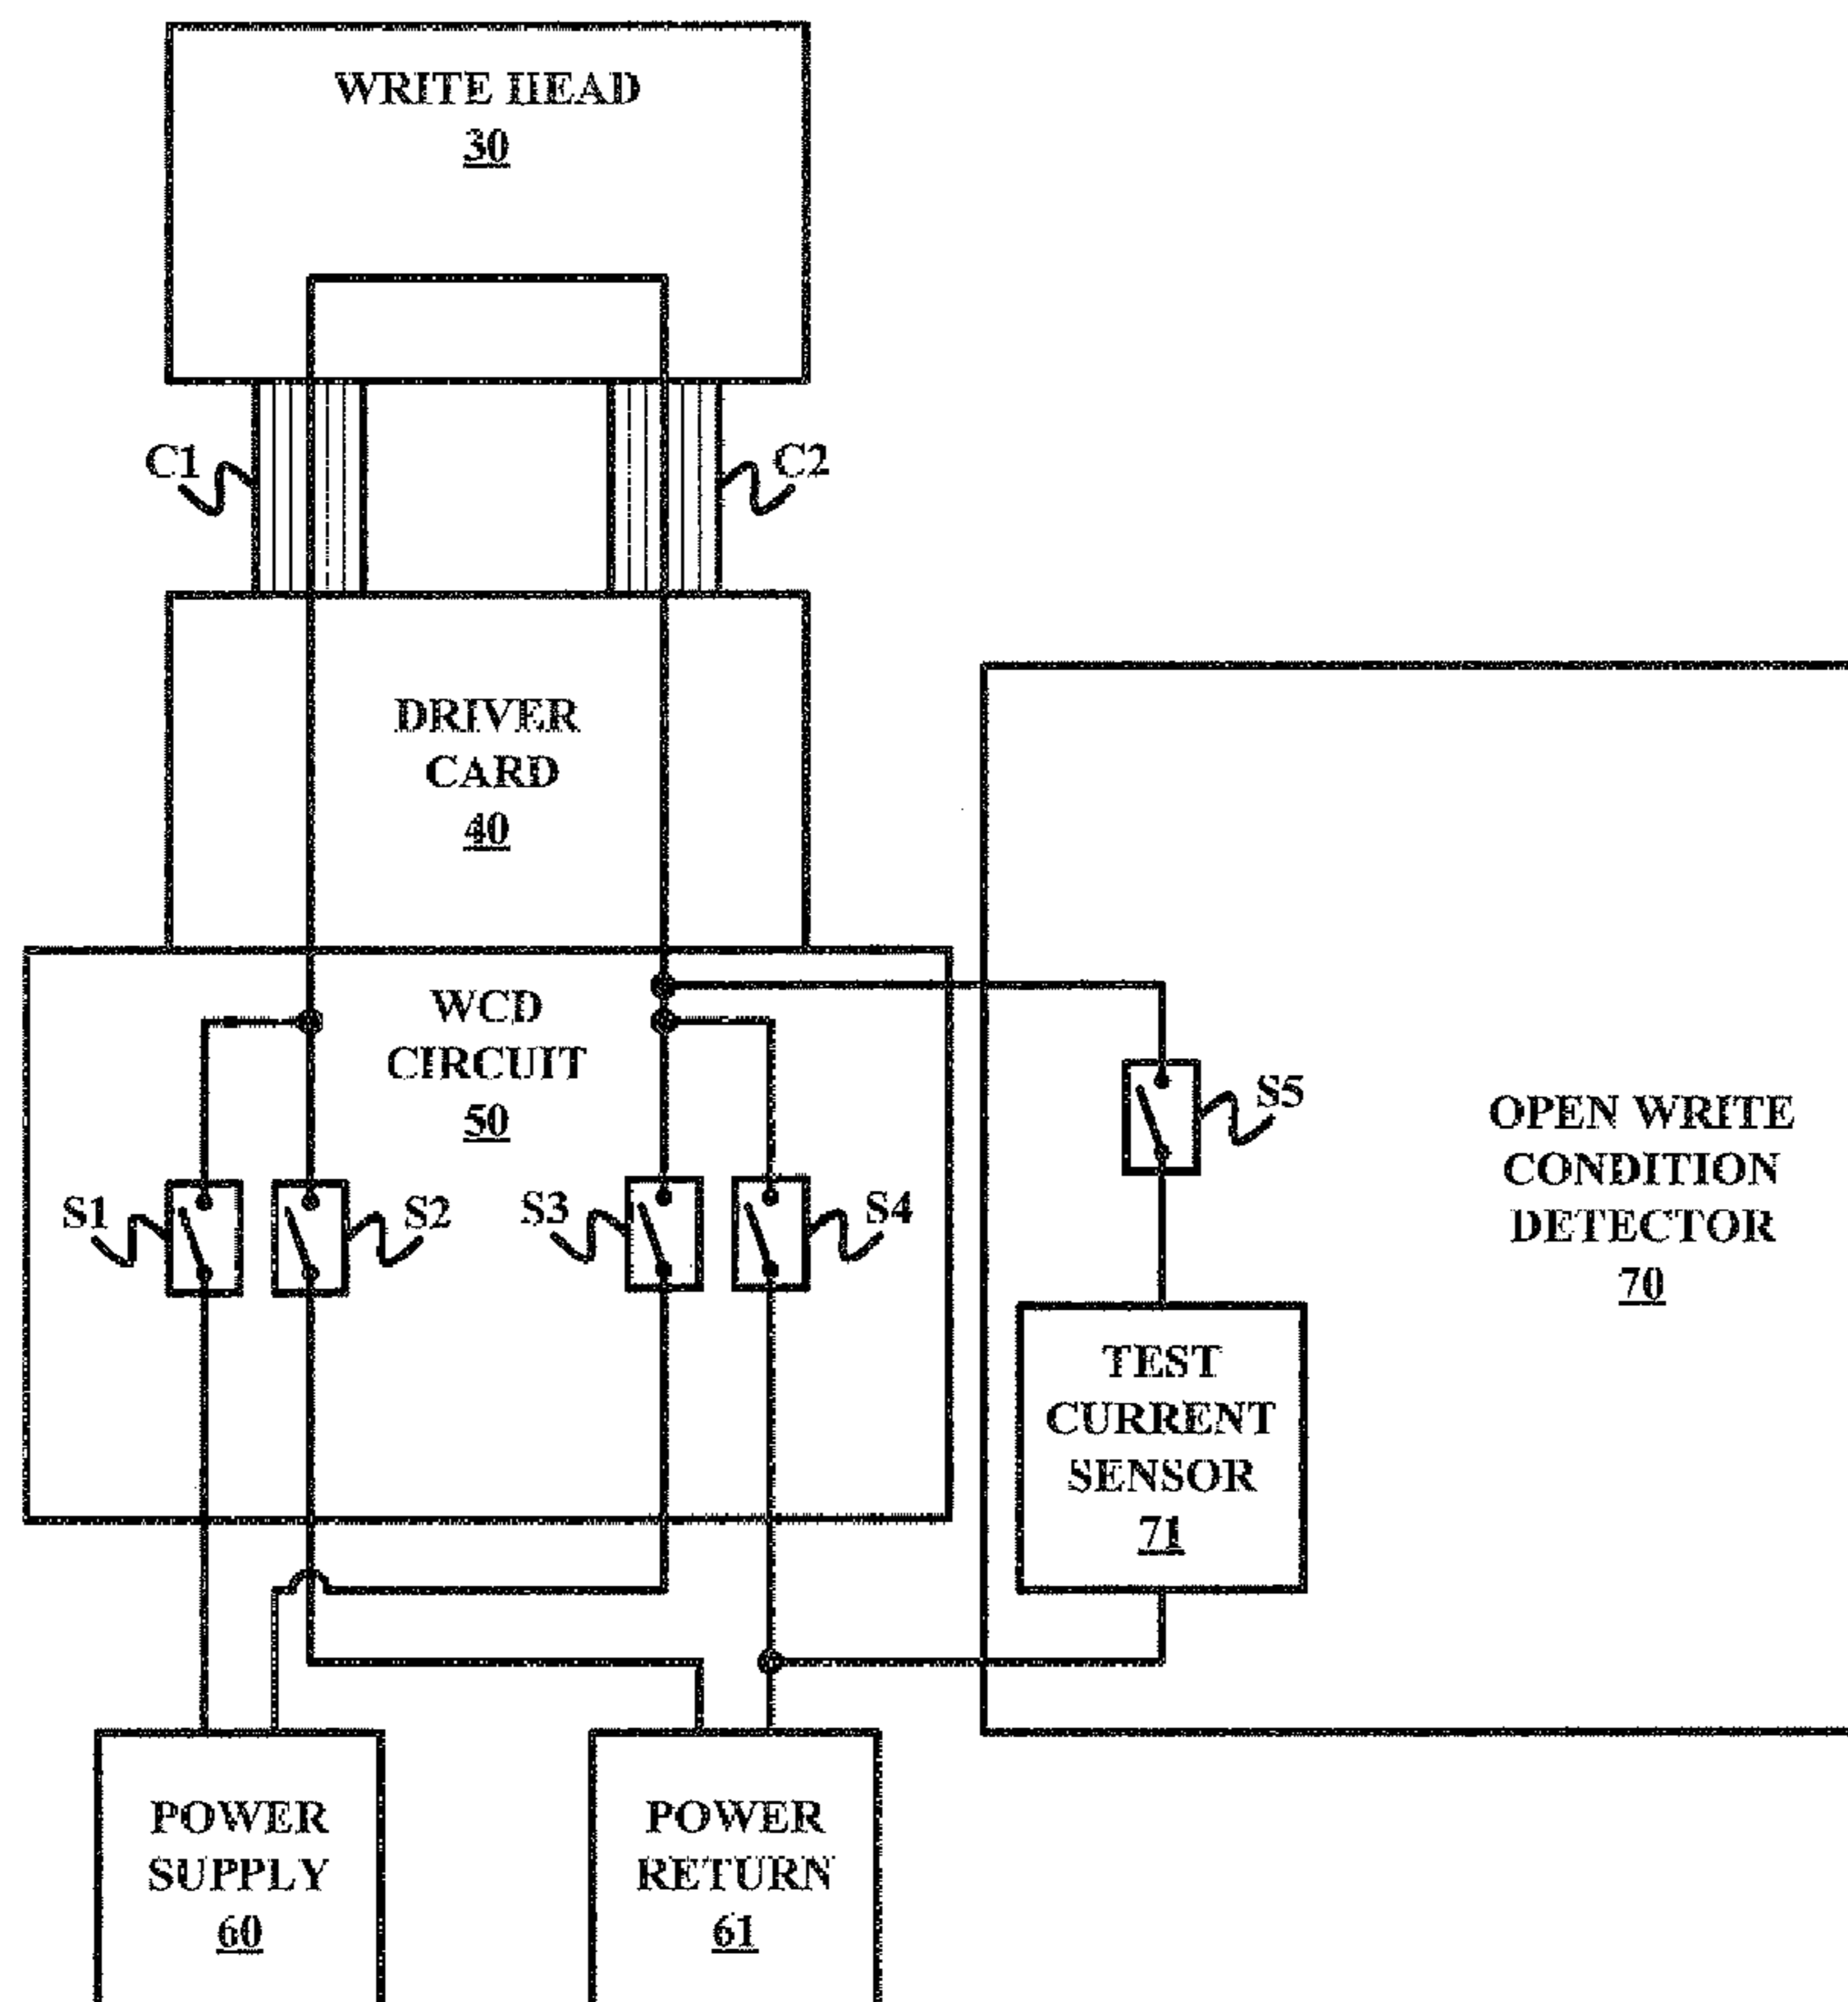 WRITE HEAD
30
C1
C2
DRIVER
CARD
40
WCD
CIRCUIT
50
S1
S2
S3
S4
S5
OPEN WRITE
CONDITION
DETECTOR
70
TEST
CURRENT
SENSOR
71
POWER
SUPPLY
60
POWER
RETURN
61